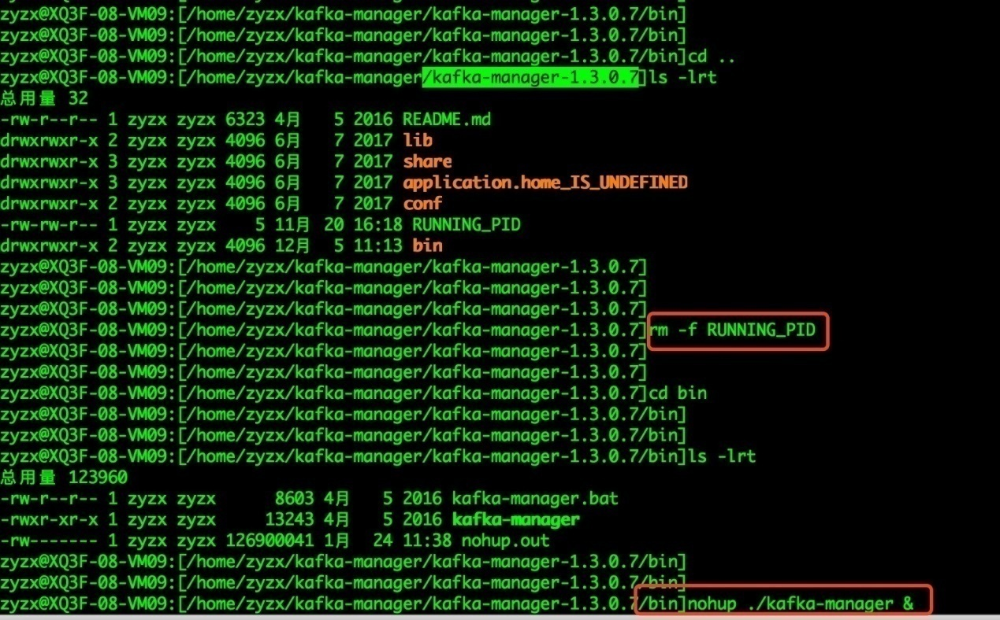 zyzx@XQ3F-08-VM09:[/home/zyzx/kafka-manager/kafka-manager-1.3.0.7/bin]
zyzx@XQ3F-08-VM09:[/home/zyzx/kafka-manager/kafka-manager-1.3.0.7/bin]
zyzx@XQ3F-08-VM09:[/home/zyzx/kafka-manager/kafka-manager-1.3.0.7/bin]cd ..
zyzx@XQ3F-08-VM09:[/home/zyzx/kafka-manager/kafka-manager-1.3.0.7]ls -lrt
总用量 32
-rw-r--r-- 1 zyzx zyzx 6323 4月   5 2016 README.md
drwxrwxr-x 2 zyzx zyzx 4096 6月   7 2017 lib
drwxrwxr-x 3 zyzx zyzx 4096 6月   7 2017 share
drwxrwxr-x 3 zyzx zyzx 4096 6月   7 2017 application.home_IS_UNDEFINED
drwxrwxr-x 2 zyzx zyzx 4096 6月   7 2017 conf
-rw-rw-r-- 1 zyzx zyzx    5 11月 20 16:18 RUNNING_PID
drwxrwxr-x 2 zyzx zyzx 4096 12月  5 11:13 bin
zyzx@XQ3F-08-VM09:[/home/zyzx/kafka-manager/kafka-manager-1.3.0.7]
zyzx@XQ3F-08-VM09:[/home/zyzx/kafka-manager/kafka-manager-1.3.0.7]
zyzx@XQ3F-08-VM09:[/home/zyzx/kafka-manager/kafka-manager-1.3.0.7]
zyzx@XQ3F-08-VM09:[/home/zyzx/kafka-manager/kafka-manager-1.3.0.7]rm -f RUNNING_PID
zyzx@XQ3F-08-VM09:[/home/zyzx/kafka-manager/kafka-manager-1.3.0.7]
zyzx@XQ3F-08-VM09:[/home/zyzx/kafka-manager/kafka-manager-1.3.0.7]
zyzx@XQ3F-08-VM09:[/home/zyzx/kafka-manager/kafka-manager-1.3.0.7]cd bin
zyzx@XQ3F-08-VM09:[/home/zyzx/kafka-manager/kafka-manager-1.3.0.7/bin]
zyzx@XQ3F-08-VM09:[/home/zyzx/kafka-manager/kafka-manager-1.3.0.7/bin]
zyzx@XQ3F-08-VM09:[/home/zyzx/kafka-manager/kafka-manager-1.3.0.7/bin]ls -lrt
总用量 123960
-rw-r--r-- 1 zyzx zyzx      8603 4月   5 2016 kafka-manager.bat
-rwxr-xr-x 1 zyzx zyzx     13243 4月   5 2016 kafka-manager
-rw------- 1 zyzx zyzx 126900041 1月  24 11:38 nohup.out
zyzx@XQ3F-08-VM09:[/home/zyzx/kafka-manager/kafka-manager-1.3.0.7/bin]
zyzx@XQ3F-08-VM09:[/home/zyzx/kafka-manager/kafka-manager-1.3.0.7/bin]
zyzx@XQ3F-08-VM09:[/home/zyzx/kafka-manager/kafka-manager-1.3.0.7/bin]nohup ./kafka-manager &